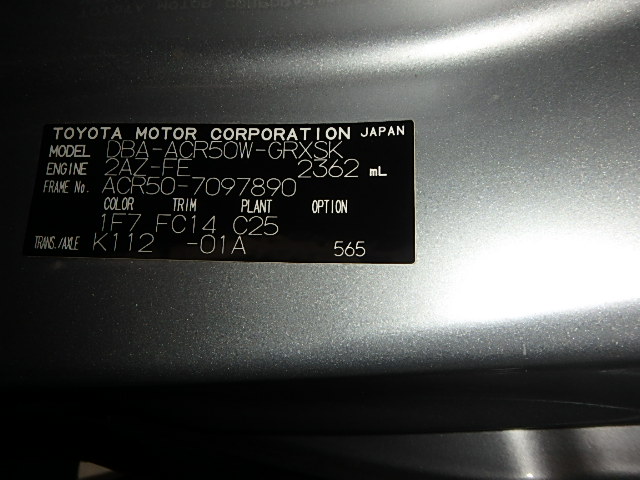 TOYOTA MOTOR CORPORATION JAPAN
MODEL DBA-ACR50W-GRXSK
ENGINE 2AZ-FE 2362 mL
FRAME No. ACR50-7097890
COLOR TRIM PLANT OPTION
1F7 FC14 C25
TRANS./AXLE K112 -01A 565